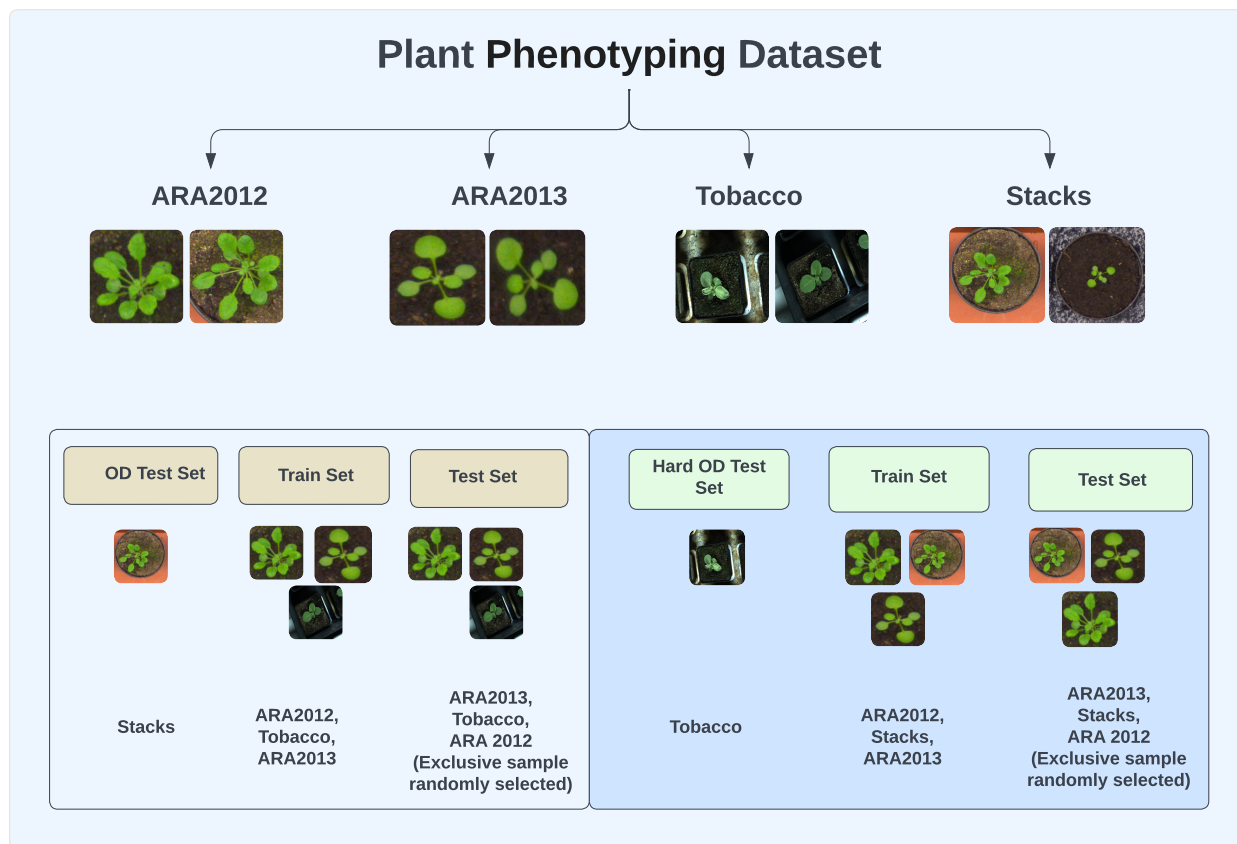 Plant Phenotyping Dataset
ARA2012
ARA2013
Tobacco
Stacks
OD Test Set
Train Set
Test Set
Stacks
ARA2012,
Tobacco,
ARA2013
ARA2013,
Tobacco,
ARA 2012
(Exclusive sample
randomly selected)
Hard OD Test
Set
Train Set
Test Set
Tobacco
ARA2012,
Stacks,
ARA2013
ARA2013,
Stacks,
ARA 2012
(Exclusive sample
randomly selected)